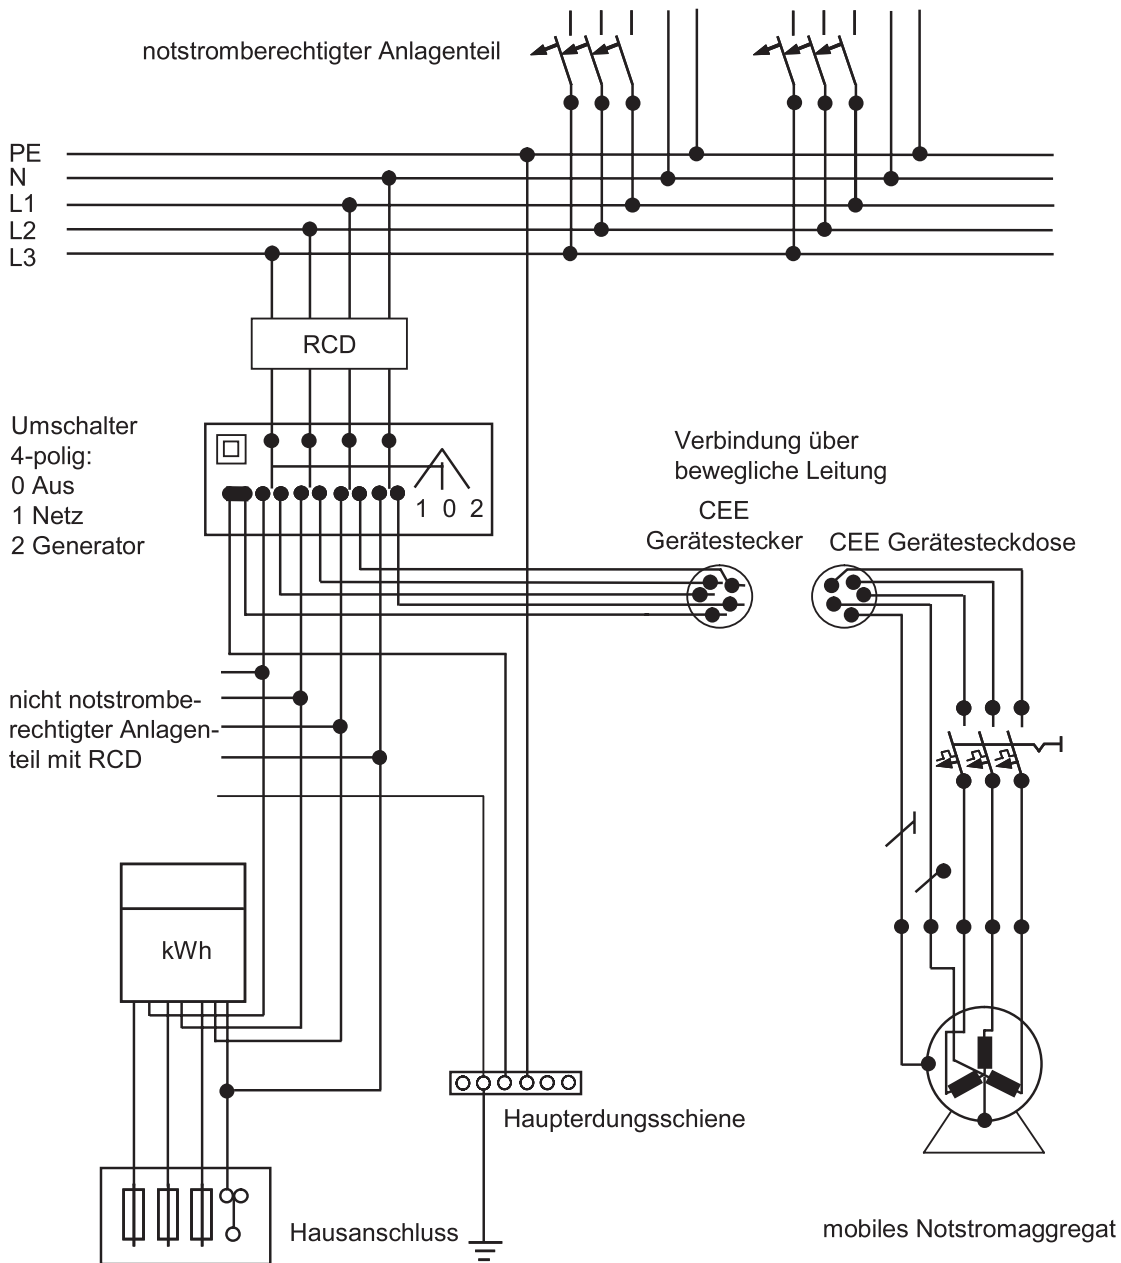 notstromberechtigter Anlagenteil
PE
N
L1
L2
L3
RCD
Umschalter
4-polig:
0 Aus
1 Netz
2 Generator
1 0 2
Verbindung über
bewegliche Leitung
CEE
Gerätestecker
CEE Gerätesteckdose
nicht notstrombe-
rechtigter Anlagen-
teil mit RCD
kWh
Haupterdungsschiene
Hausanschluss
mobiles Notstromaggregat